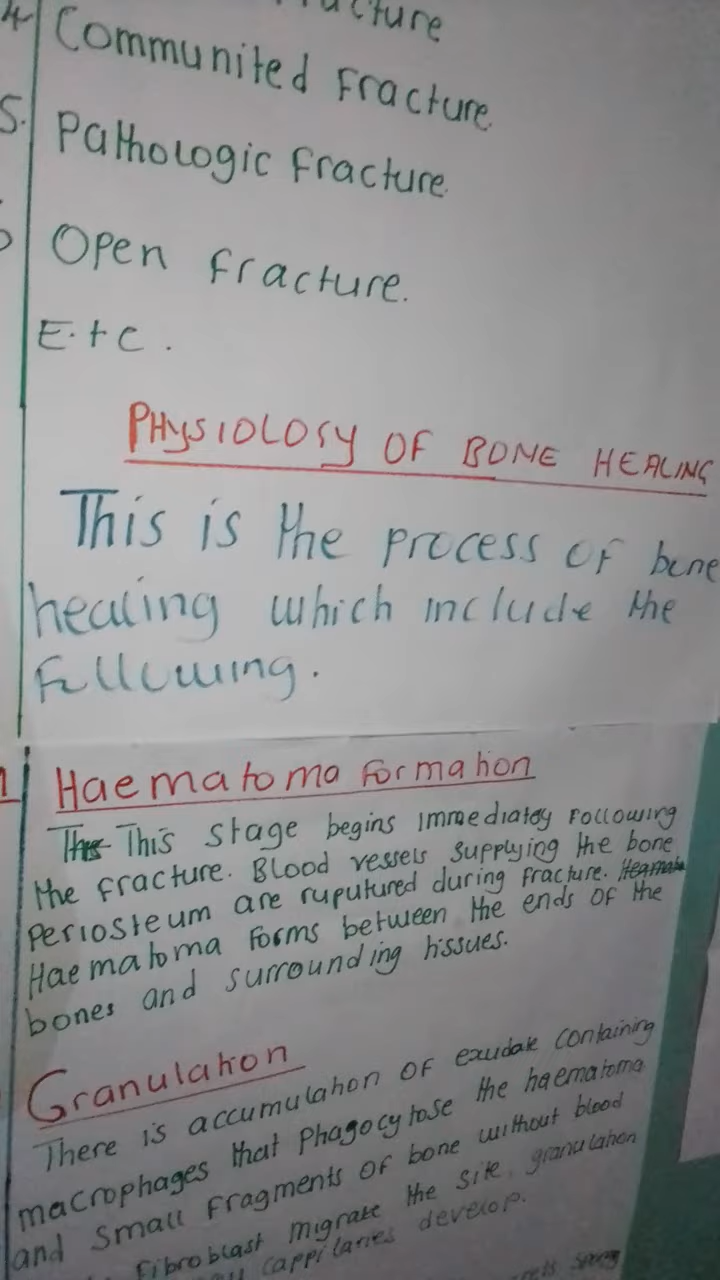 4 Communited Fracture
5. Pathologic Fracture
Open Fracture.
E.t c .
PHYSIOLOGY OF BONE HEALING
This is the process of bone
healing which include the
Following.
1 Haematoma Formation
This stage begins immediately Following
the fracture. Blood vessels supplying the bone
Periosteum are ruputured during Fracture.
Haematoma Forms between the ends of the
bones and surrounding tissues.
Granulation
There is accumulation of exudate containing
macrophages that Phagocytose the haematoma
and small Fragments of bone without blood
Fibroblast migrate the site, granulation
cappilaries develop.